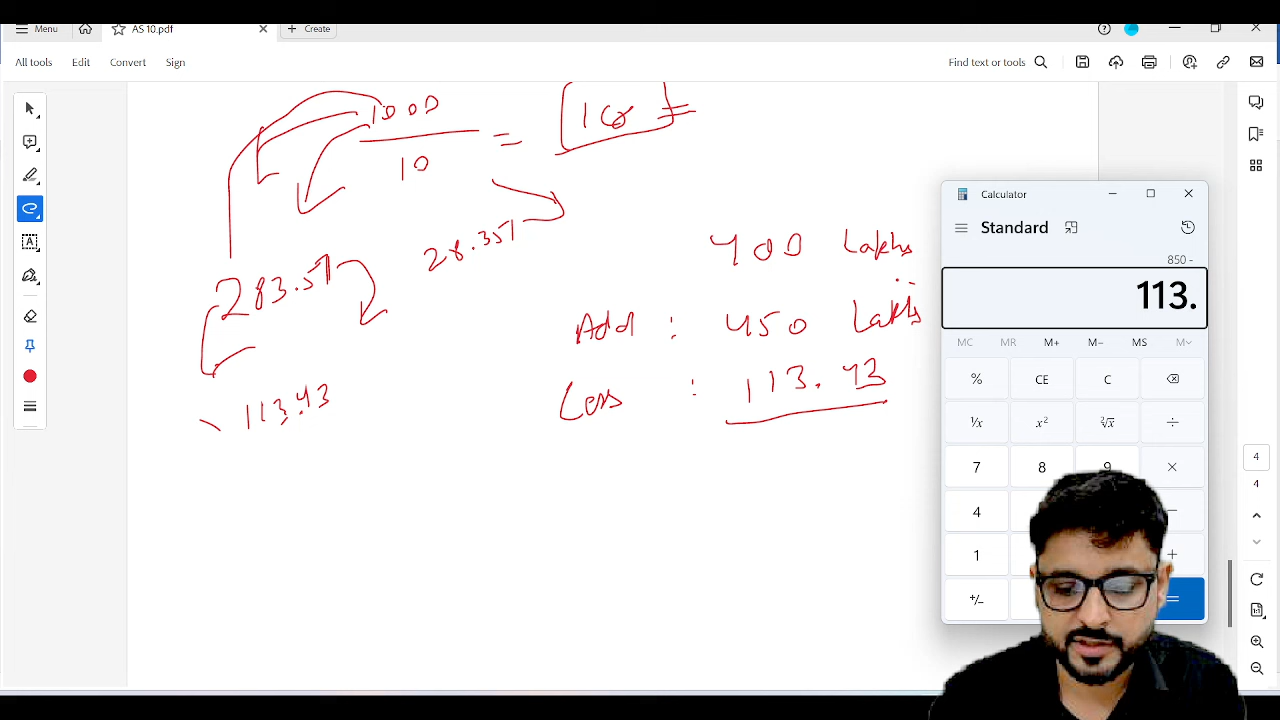 Menu AS 10.pdf Create
All tools Edit Convert Sign Find text or tools
1000
10 =
28.357
400 Lakhs
283.57
Add : 450 Lakhs
Less : 113.43
113.43
Calculator
Standard
850 -
113.
MC MR M+ M− MS M˅
% CE C
⅟x x² ²√x ÷
7 8 9 ×
4 −
1 +
+/− =
4
4